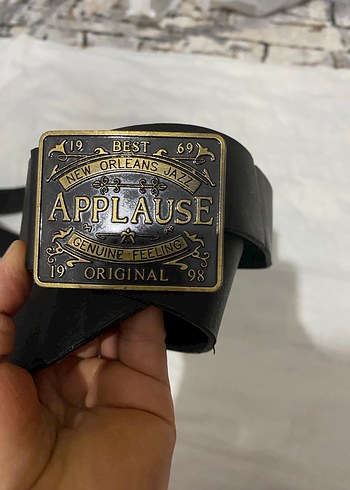 19 BEST 69
NEW ORLEANS JAZZ
APPLAUSE
GENUINE FEELING
19 ORIGINAL 98